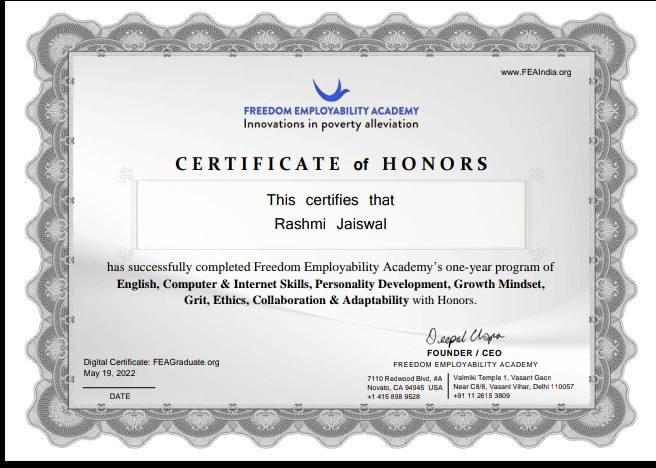 www.FEAIndia.org
FREEDOM EMPLOYABILITY ACADEMY
Innovations in poverty alleviation
CERTIFICATE of HONORS
This certifies that
Rashmi Jaiswal
has successfully completed Freedom Employability Academy's one-year program of
English, Computer & Internet Skills, Personality Development, Growth Mindset,
Grit, Ethics, Collaboration & Adaptability with Honors.
Deepal Chopra
FOUNDER / CEO
FREEDOM EMPLOYABILITY ACADEMY
Digital Certificate: FEAGraduate.org
May 19, 2022
DATE
7110 Redwood Blvd, #A
Novato, CA 94945 USA
+1 415 898 9528
Valmiki Temple 1, Vasant Gaon
Near C8/8, Vasant Vihar, Delhi 110057
+91 11 2615 3809